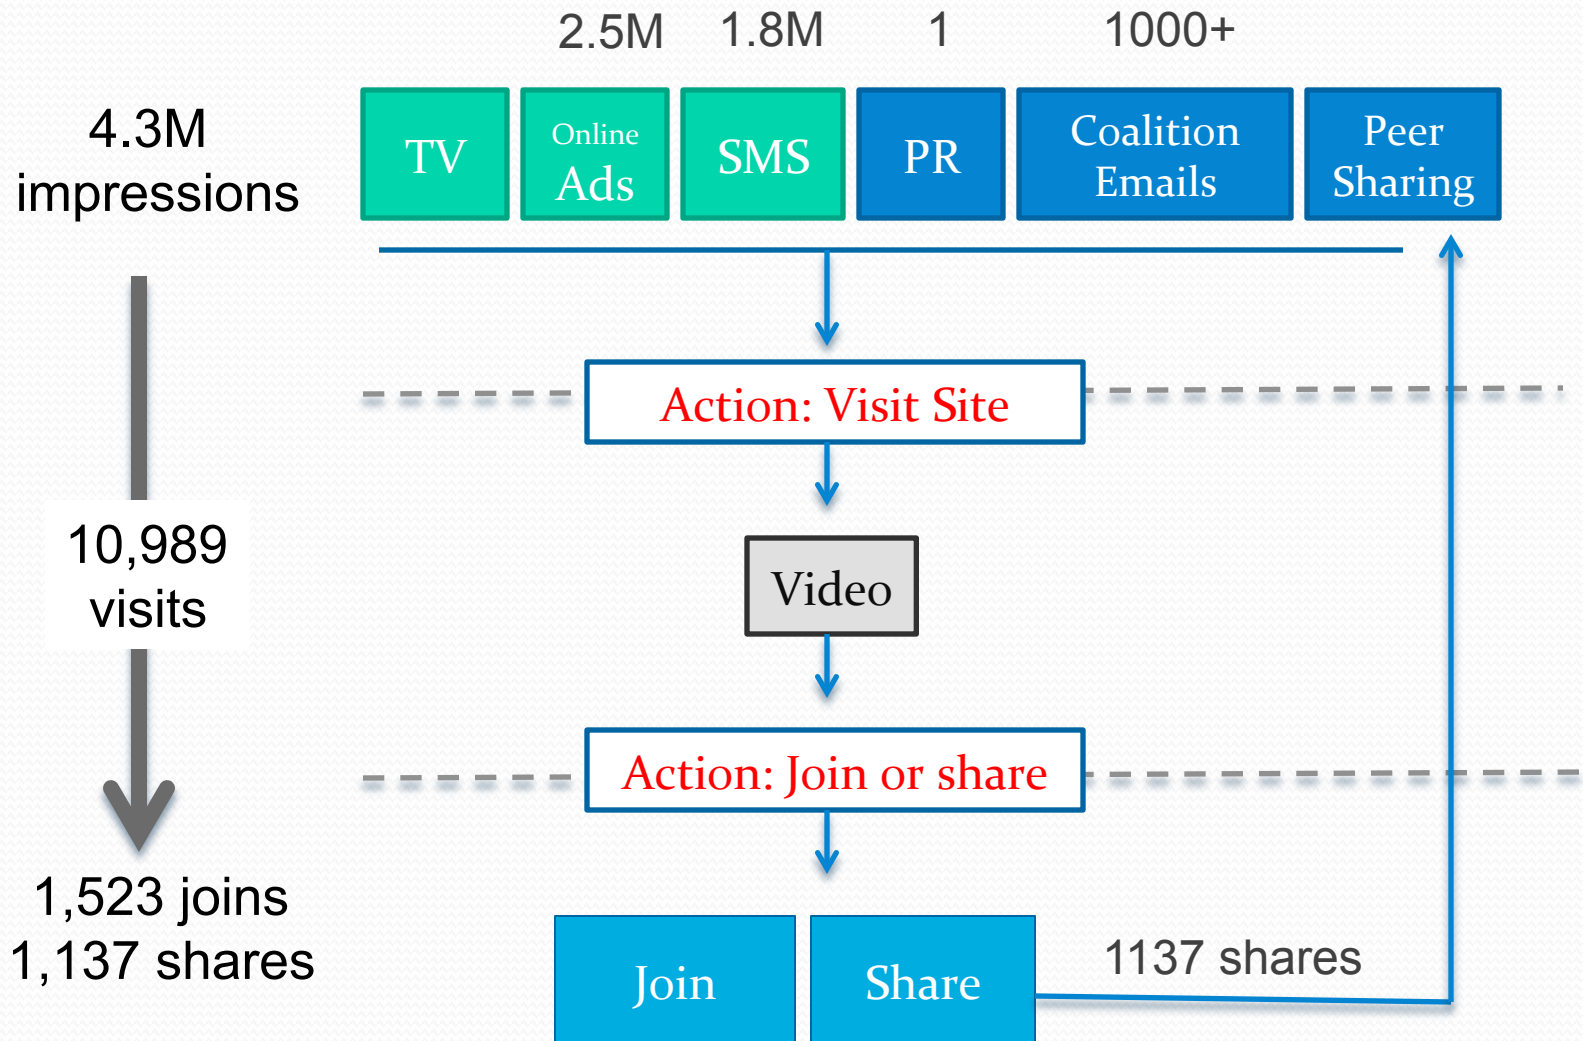 2.5M 1.8M 1 1000+
4.3M
impressions
TV
Online
Ads
SMS
PR
Coalition
Emails
Peer
Sharing
Action: Visit Site
10,989
visits
Video
Action: Join or share
1,523 joins
1,137 shares
Join
Share
1137 shares